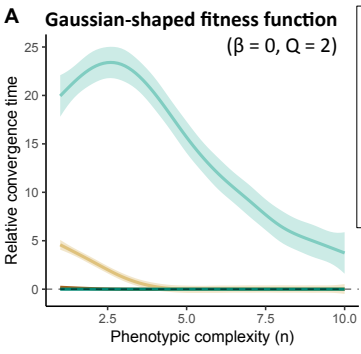 A Gaussian-shaped fitness function
(β = 0, Q = 2)
Relative convergence time
25
20
15
10
5
0
2.5
5.0
7.5
10.0
Phenotypic complexity (n)